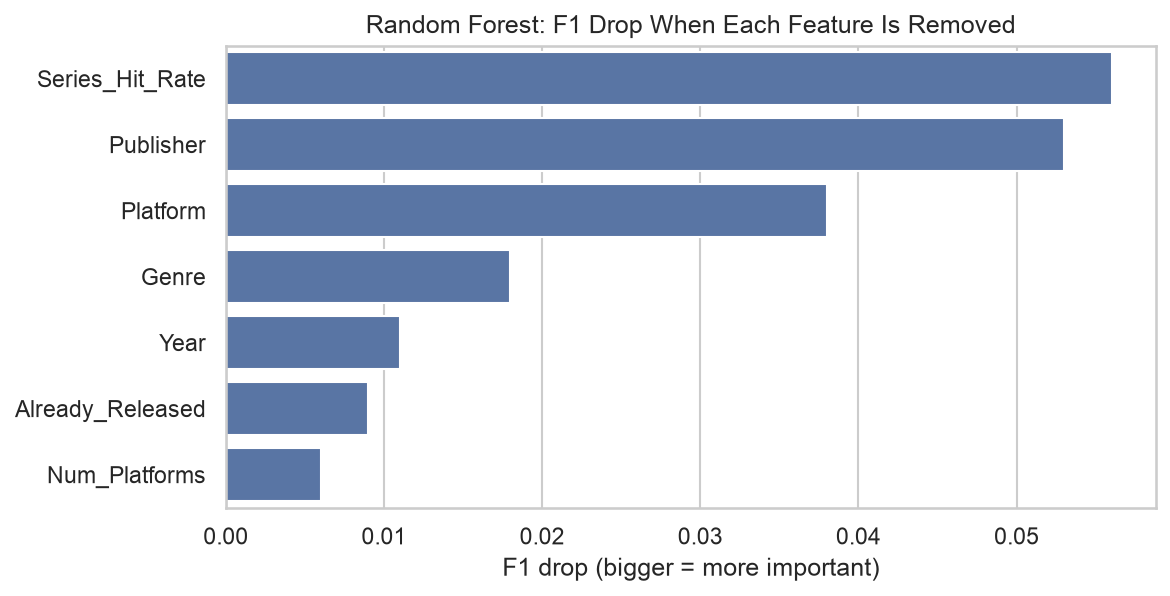 Random Forest: F1 Drop When Each Feature Is Removed
Series_Hit_Rate
Publisher
Platform
Genre
Year
Already_Released
Num_Platforms
0.00 0.01 0.02 0.03 0.04 0.05
F1 drop (bigger = more important)